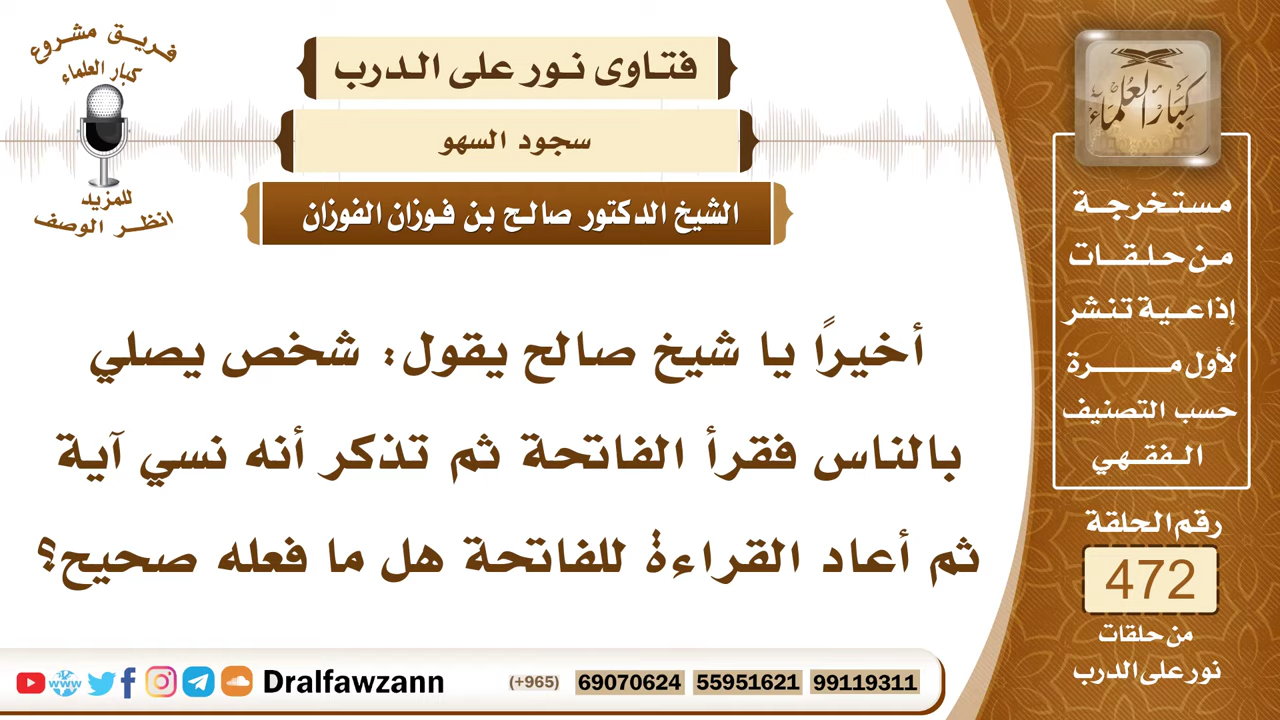 فريق مشروع
كبار العلماء
للمزيد
انظر الوصف
فتاوى نور على الدرب
سجود السهو
الشيخ الدكتور صالح بن فوزان الفوزان
أخيراً يا شيخ صالح يقول: شخص يصلي
بالناس فقرأ الفاتحة ثم تذكر أنه نسي آية
ثم أعاد القراءة للفاتحة هل ما فعله صحيح؟
كبار العلماء
مستخرجة
من حلقات
إذاعية تنشر
لأول مرة
حسب التصنيف
الفقهي
رقم الحلقة
472
من حلقات
نور على الدرب
www
Dralfawzann (+965) 69070624 55951621 99119311